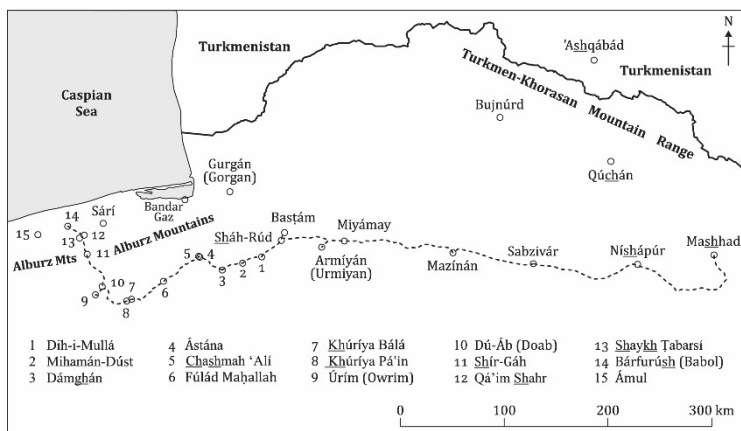 Turkmenistan
'Ashqábád
N
Turkmenistan
Caspian
Sea
Turkmen-Khorasan Mountain Range
Bujnúrd
Gurgán
(Gorgan)
Qúchán
Bandar
Gaz
14
Sárí
15
12
13
Alburz Mountains
Alburz Mts
11
Sháh-Rúd
Basṭám
Miyámay
Armíyán
(Urmiyan)
Mazínán
Sabzivár
Níshápúr
Mashhad
5
4
3
2
1
10
9
7
8
6
1 Dih-i-Mullá
2 Mihamán-Dúst
3 Dámghán
4 Ástána
5 Chashmah ‘Alí
6 Fúlád Maḥallah
7 Khúríya Bálá
8 Khúríya Pá'in
9 Úrím (Owrim)
10 Dú-Áb (Doab)
11 Shír-Gáh
12 Qá'im Shahr
13 Shaykh Ṭabarsí
14 Bárfurúsh (Babol)
15 Ámul
0 100 200 300 km